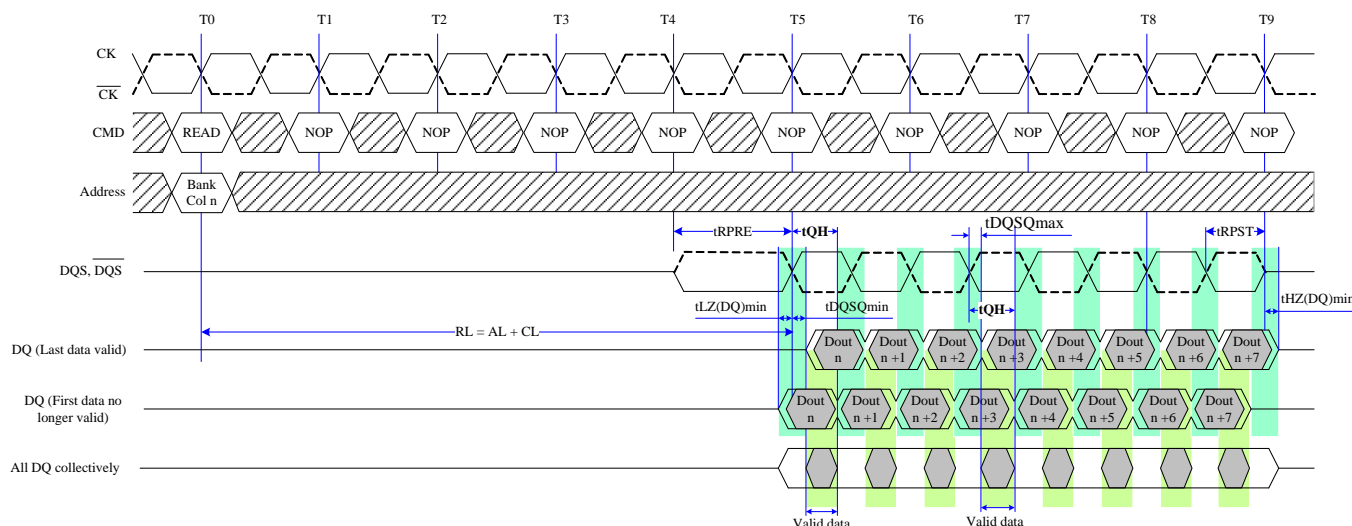 T0 T1 T2 T3 T4 T5 T6 T7 T8 T9
CK
CK
CMD READ NOP NOP NOP NOP NOP NOP NOP NOP NOP
Address Bank
Col n
tRPRE tQH tDQSQmax tRPST
DQS, DQS
tLZ(DQ)min tDQSQmin tQH tHZ(DQ)min
RL = AL + CL
DQ (Last data valid)
Dout Dout Dout Dout Dout Dout Dout Dout
n n +1 n +2 n +3 n +4 n +5 n +6 n +7
DQ (First data no
longer valid)
Dout Dout Dout Dout Dout Dout Dout Dout
n n +1 n +2 n +3 n +4 n +5 n +6 n +7
All DQ collectively
Valid data Valid data